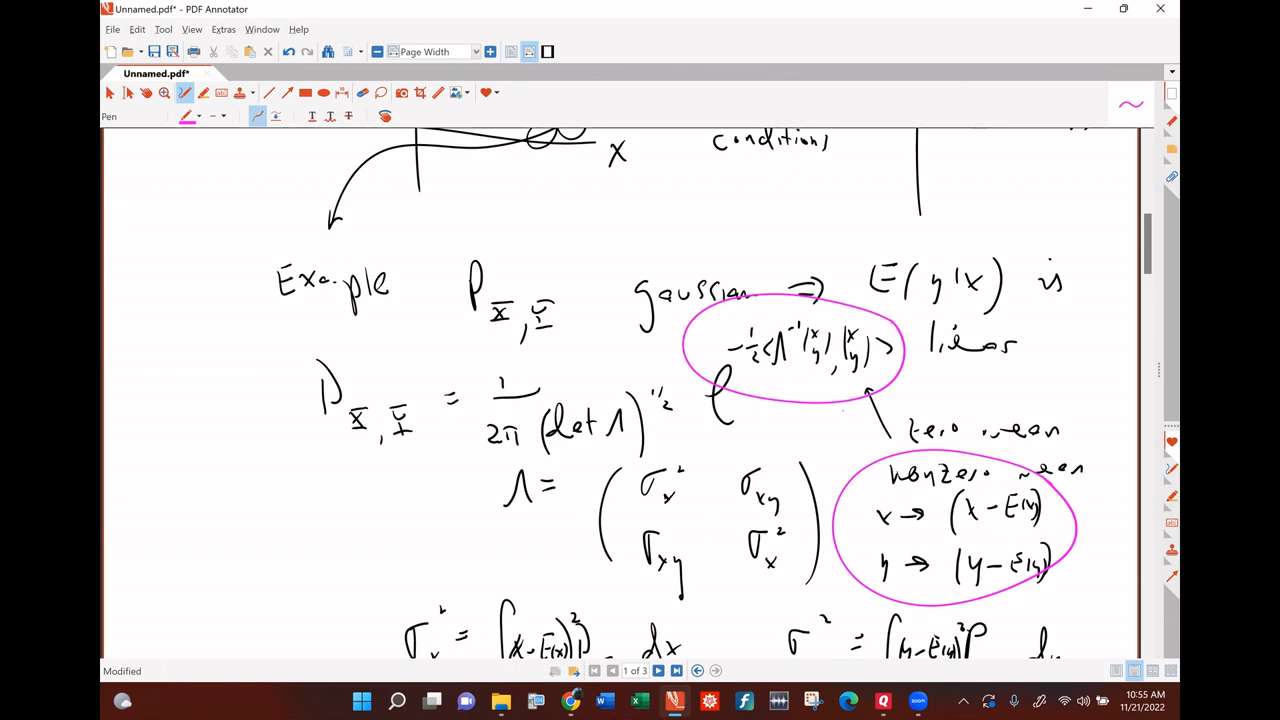 Unnamed.pdf* - PDF Annotator
File Edit Tool View Extras Window Help
Page Width
Unnamed.pdf*
Pen
X conditions
Example P_{X̄,Ȳ} gaussian ⇒ E(y|x) is
linear
P_{X̄,Ȳ} = 1/2π (det Λ)^{1/2} e^{-½<Λ^{-1}(x y),(x y)>}
zero mean
Λ = ( σ_x² σ_xy
σ_xy σ_x² )
nonzero mean
x → (x - E(x))
y → (y - E(y))
σ_x² = ∫(x - E(x))² P dx σ² = ∫(y - E(y))² P dy
Modified
1 of 3
10:55 AM
11/21/2022